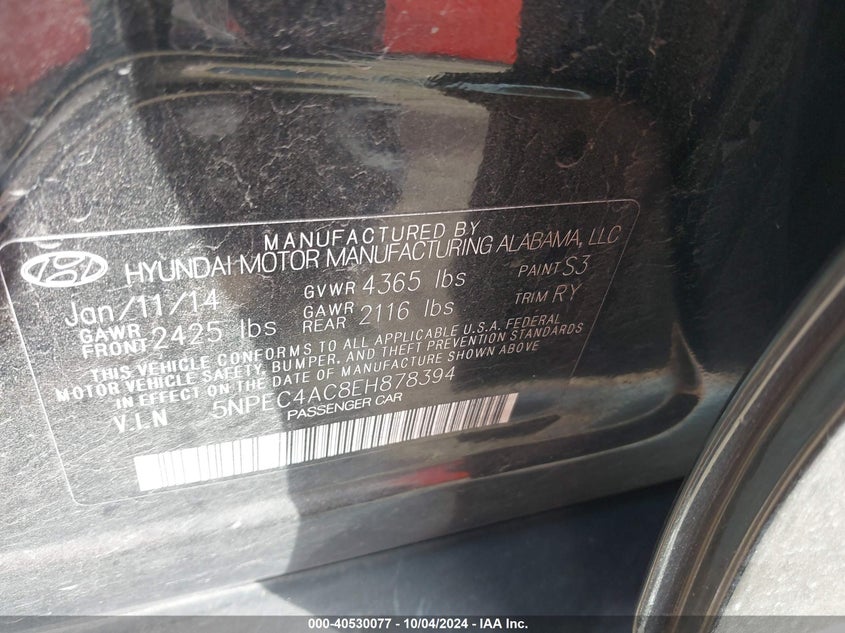 MANUFACTURED BY
HYUNDAI MOTOR MANUFACTURING ALABAMA, LLC
Jan/11/14 GVWR 4365 lbs PAINT S3
GAWR FRONT 2425 lbs GAWR REAR 2116 lbs TRIM RY
THIS VEHICLE CONFORMS TO ALL APPLICABLE U.S.A. FEDERAL
MOTOR VEHICLE SAFETY, BUMPER, AND THEFT PREVENTION STANDARDS
IN EFFECT ON THE DATE OF MANUFACTURE SHOWN ABOVE
V.I.N 5NPEC4AC8EH878394
PASSENGER CAR
000-40530077 - 10/04/2024 - IAA Inc.